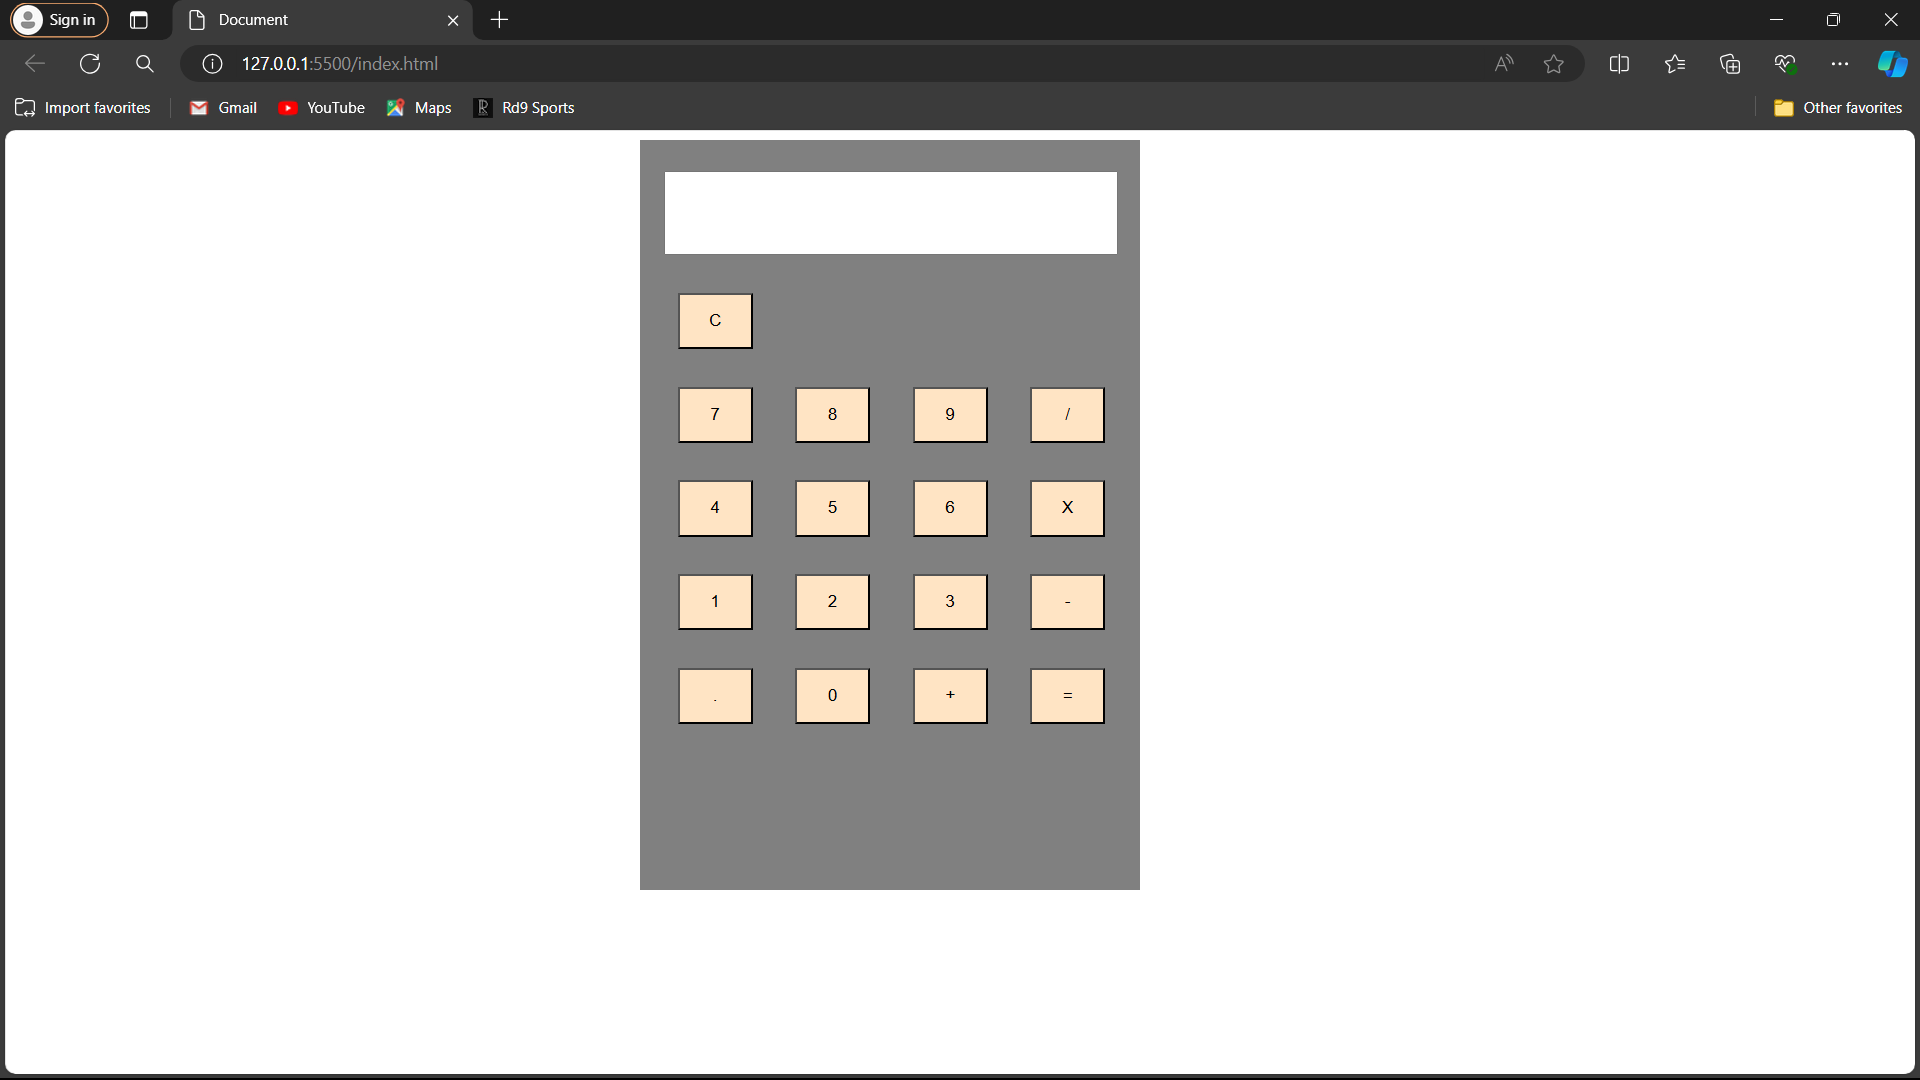 Sign in
Document
127.0.0.1:5500/index.html
Import favorites Gmail YouTube Maps Rd9 Sports Other favorites
C
7 8 9 /
4 5 6 X
1 2 3 -
. 0 + =